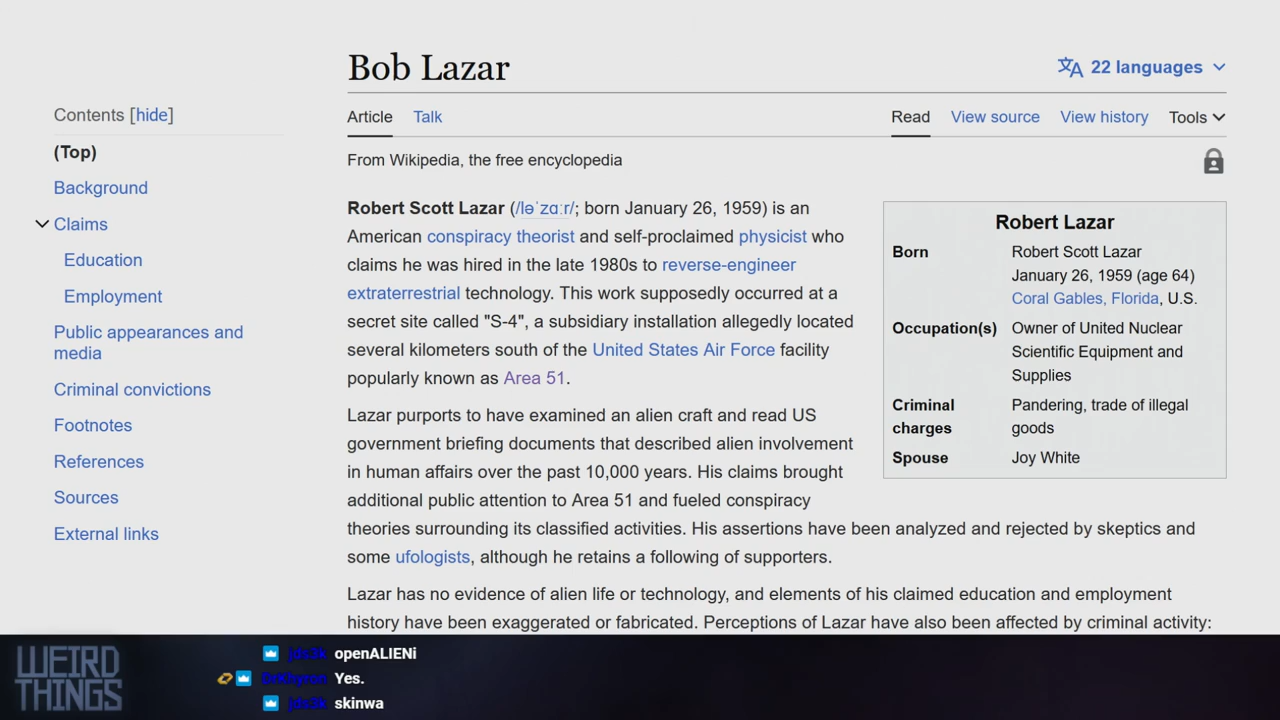 Bob Lazar
22 languages
Contents [hide]
(Top)
Background
Claims
Education
Employment
Public appearances and
media
Criminal convictions
Footnotes
References
Sources
External links
Article Talk
Read View source View history Tools
From Wikipedia, the free encyclopedia
Robert Scott Lazar (/ləˈzɑːr/; born January 26, 1959) is an
American conspiracy theorist and self-proclaimed physicist who
claims he was hired in the late 1980s to reverse-engineer
extraterrestrial technology. This work supposedly occurred at a
secret site called "S-4", a subsidiary installation allegedly located
several kilometers south of the United States Air Force facility
popularly known as Area 51.
Lazar purports to have examined an alien craft and read US
government briefing documents that described alien involvement
in human affairs over the past 10,000 years. His claims brought
additional public attention to Area 51 and fueled conspiracy
theories surrounding its classified activities. His assertions have been analyzed and rejected by skeptics and
some ufologists, although he retains a following of supporters.
Lazar has no evidence of alien life or technology, and elements of his claimed education and employment
history have been exaggerated or fabricated. Perceptions of Lazar have also been affected by criminal activity:
Robert Lazar
Born Robert Scott Lazar
January 26, 1959 (age 64)
Coral Gables, Florida, U.S.
Occupation(s) Owner of United Nuclear
Scientific Equipment and
Supplies
Criminal Pandering, trade of illegal
charges goods
Spouse Joy White
WEIRD
THINGS
jds3k openALIENi
DrKhyron Yes.
jds3k skinwa